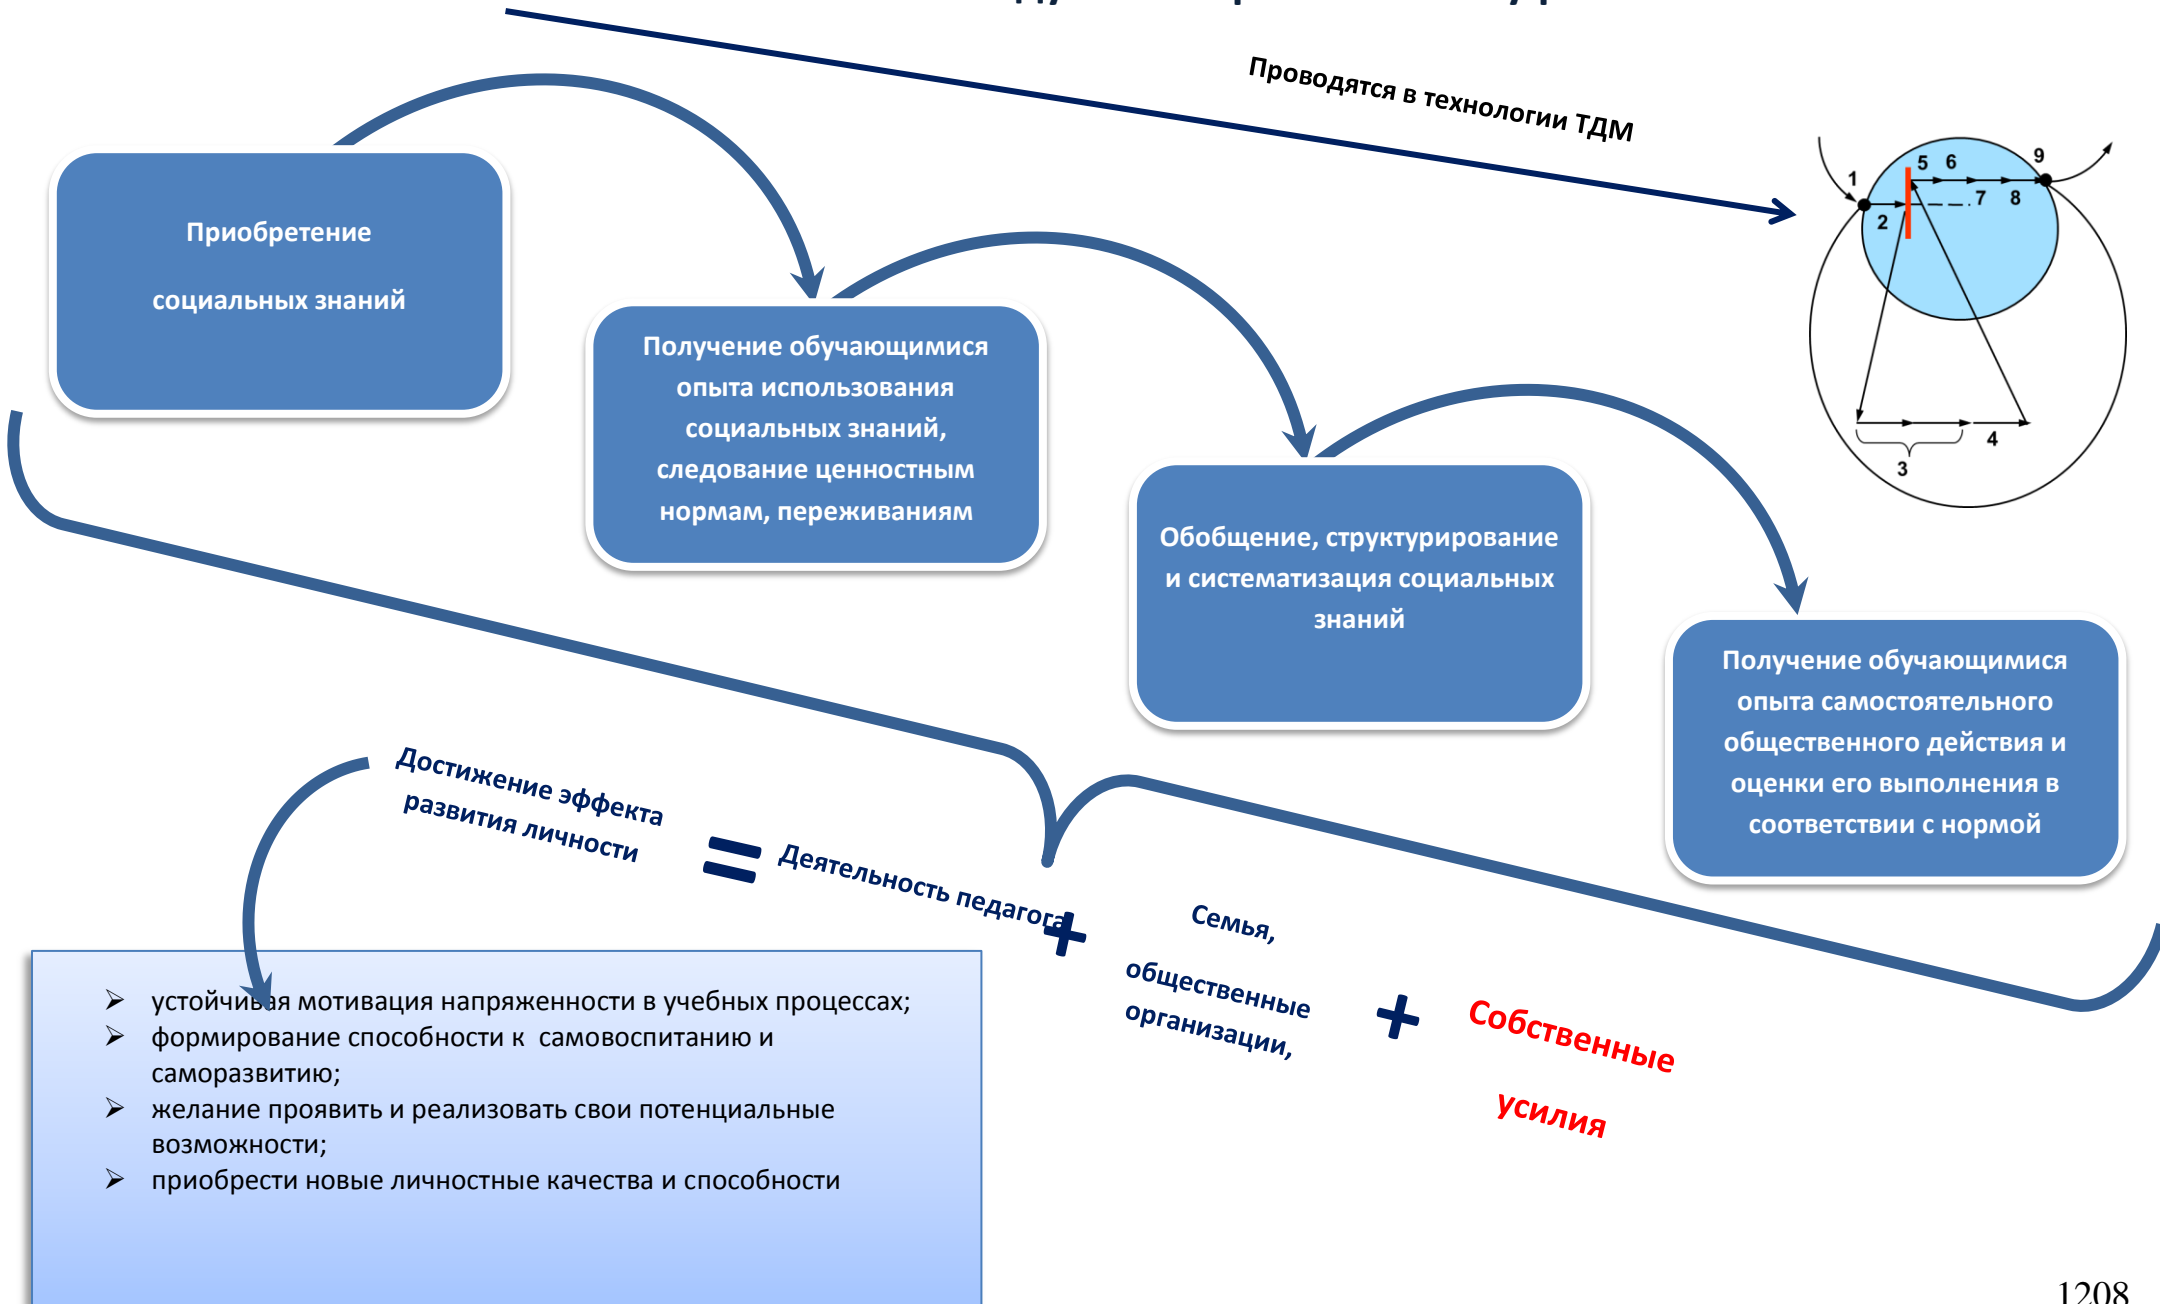 Проводятся в технологии ТДМ
1
2
5
6
7
8
9
3
4
Приобретение
социальных знаний
Получение обучающимися
опыта использования
социальных знаний,
следование ценностным
нормам, переживаниям
Обобщение, структурирование
и систематизация социальных
знаний
Получение обучающимися
опыта самостоятельного
общественного действия и
оценки его выполнения в
соответствии с нормой
Достижение эффекта
развития личности
=
Деятельность педагога
+
Семья,
общественные
организации,
+
Собственные
усилия
➢ устойчивая мотивация напряженности в учебных процессах;
➢ формирование способности к  самовоспитанию и
саморазвитию;
➢ желание проявить и реализовать свои потенциальные
возможности;
➢ приобрести новые личностные качества и способности
1208